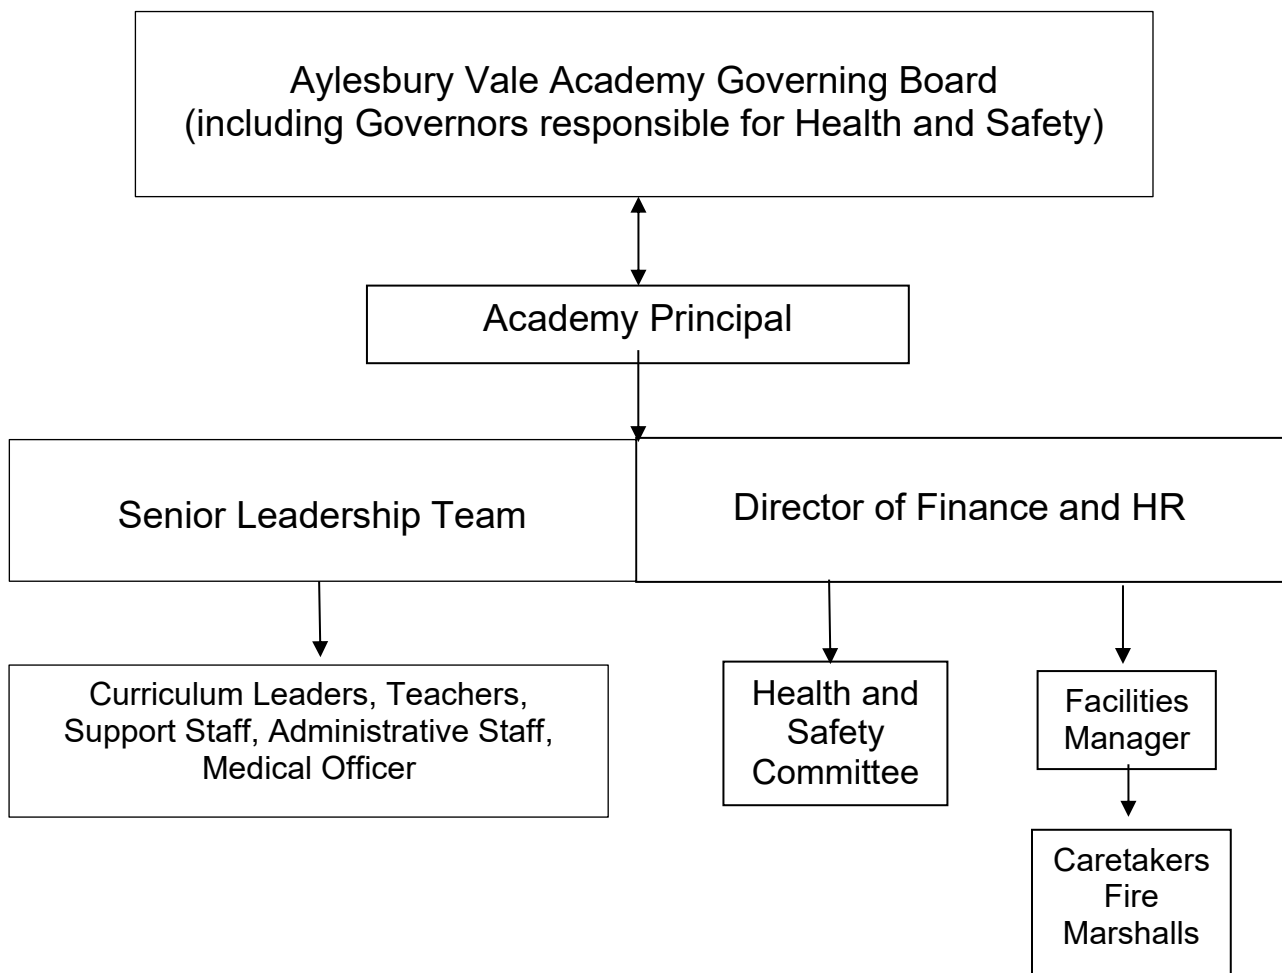 Aylesbury Vale Academy Governing Board
(including Governors responsible for Health and Safety)
Academy Principal
Senior Leadership Team
Director of Finance and HR
Curriculum Leaders, Teachers,
Support Staff, Administrative Staff,
Medical Officer
Health and
Safety
Committee
Facilities
Manager
Caretakers
Fire
Marshalls